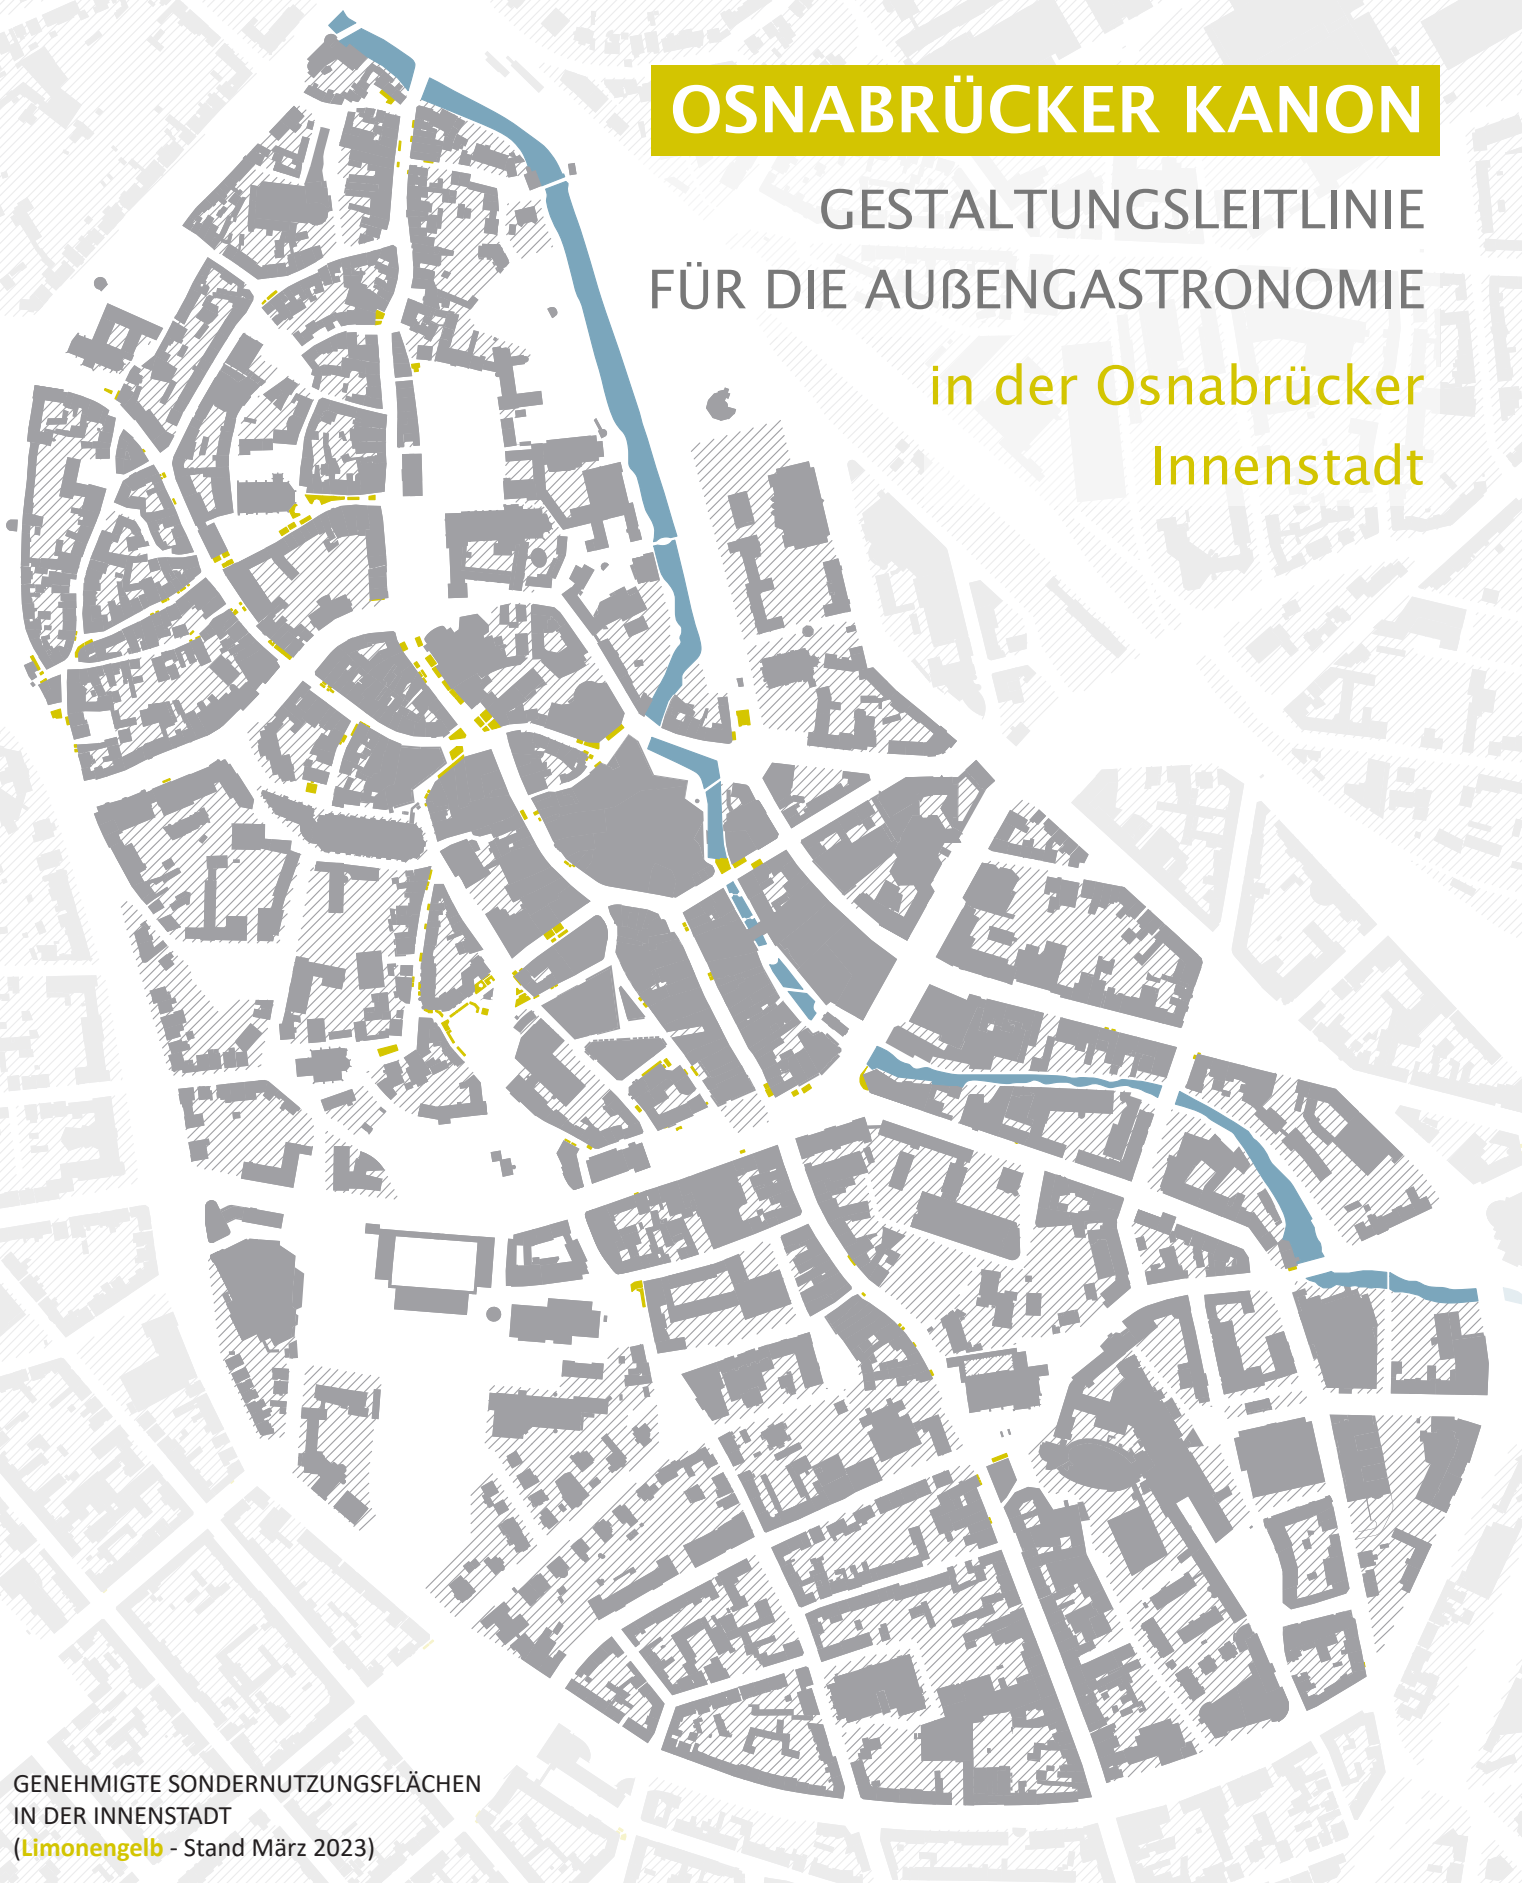 OSNABRÜCKER KANON
GESTALTUNGSLEITLINIE
FÜR DIE AUßENGASTRONOMIE
in der Osnabrücker
Innenstadt
GENEHMIGTE SONDERNUTZUNGSFLÄCHEN
IN DER INNENSTADT
(Limonengelb - Stand März 2023)